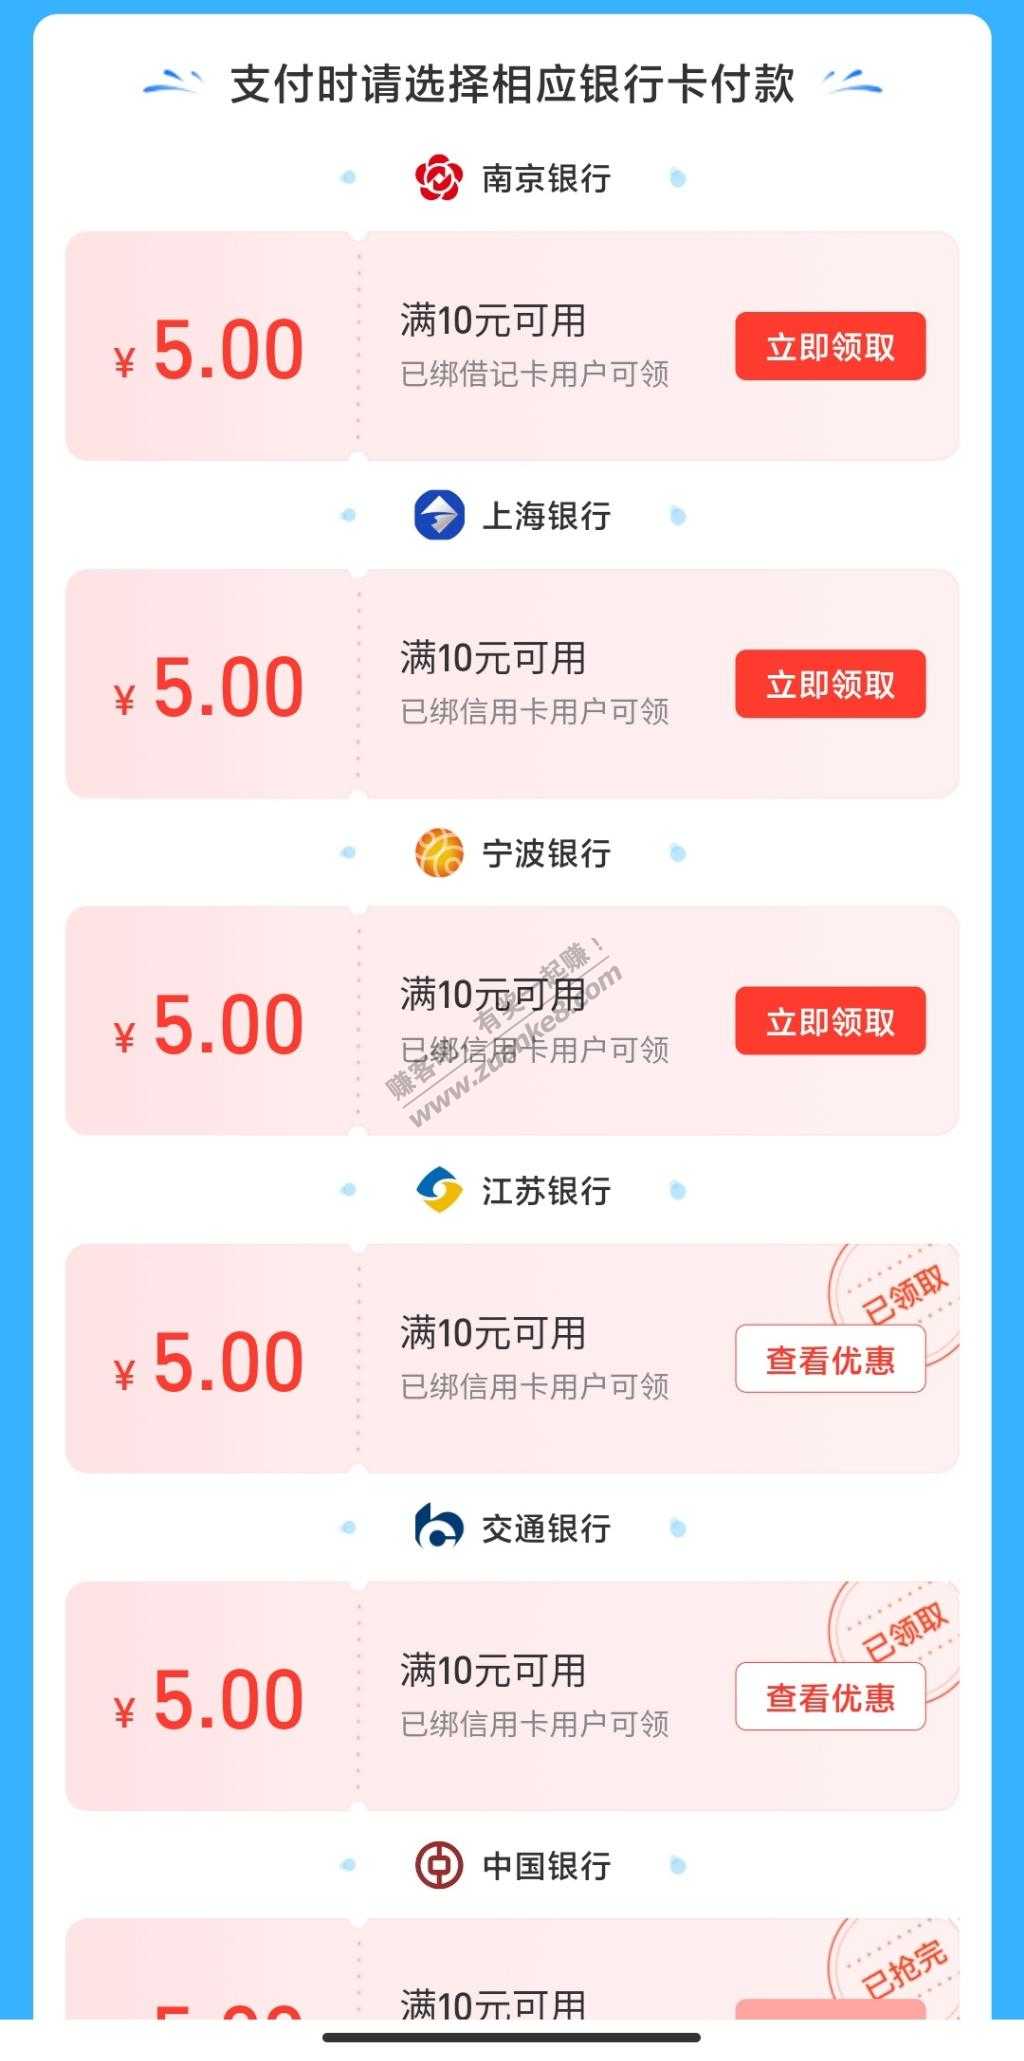 支付时请选择相应银行卡付款
南京银行
¥ 5.00
满10元可用
已绑借记卡用户可领
立即领取
上海银行
¥ 5.00
满10元可用
已绑信用卡用户可领
立即领取
宁波银行
¥ 5.00
满10元可用
已绑信用卡用户可领
立即领取
赚客吧，有奖一起赚！
www.zuanke8.com
江苏银行
¥ 5.00
满10元可用
已绑信用卡用户可领
已领取
查看优惠
交通银行
¥ 5.00
满10元可用
已绑信用卡用户可领
已领取
查看优惠
中国银行
5.00
满10元可用
已抢完